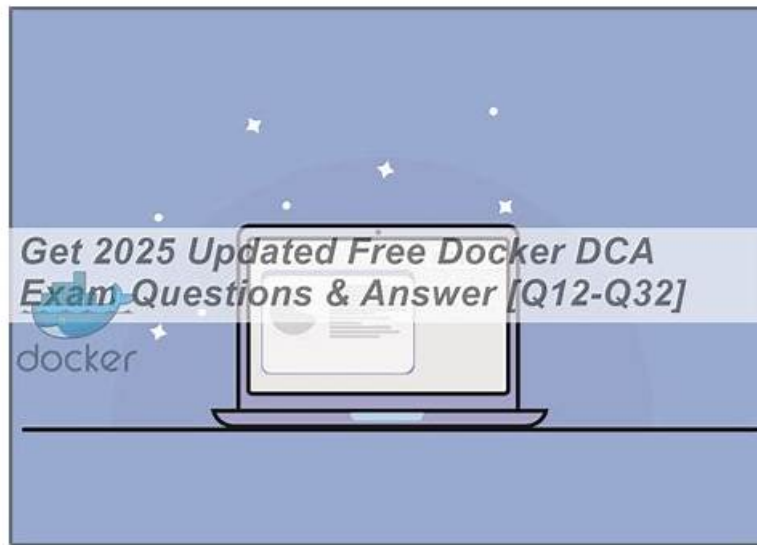 Get 2025 Updated Free Docker DCA
Exam Questions & Answer [Q12-Q32]
docker